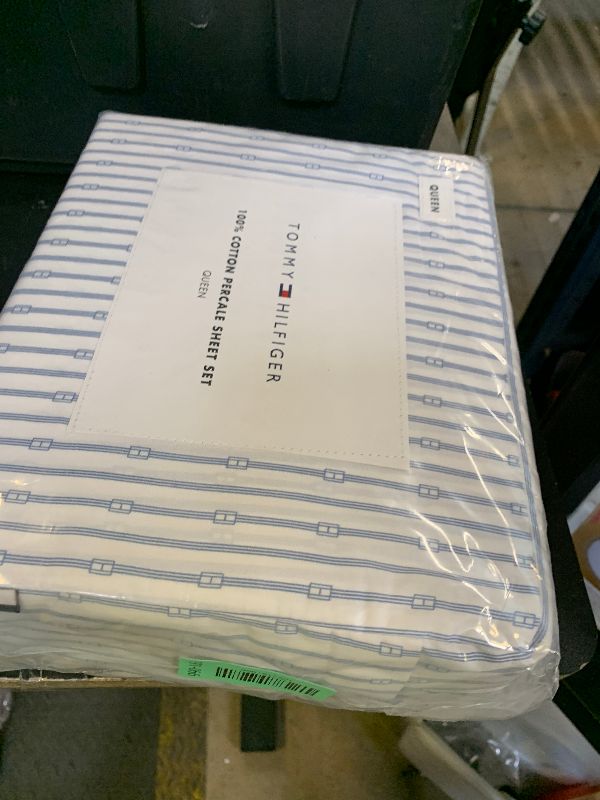 QUEEN
TOMMY HILFIGER
100% COTTON PERCALE SHEET SET
QUEEN